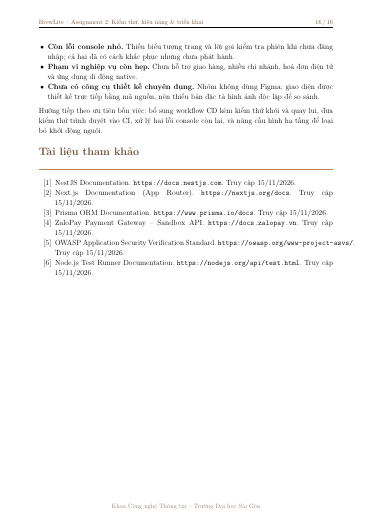 BrewLite – Assignment 2: Kiểm thử, hiệu năng & triển khai 16 / 16
• Còn lỗi console nhỏ. Thiếu biểu tượng trang và lời gọi kiểm tra phiên khi chưa đăng
nhập; cả hai đã có cách khắc phục nhưng chưa phát hành.
• Phạm vi nghiệp vụ còn hẹp. Chưa hỗ trợ giao hàng, nhiều chi nhánh, hoá đơn điện tử
và ứng dụng di động native.
• Chưa có công cụ thiết kế chuyên dụng. Nhóm không dùng Figma; giao diện được
thiết kế trực tiếp bằng mã nguồn, nên thiếu bản đặc tả hình ảnh độc lập để so sánh.
Hướng tiếp theo ưu tiên bốn việc: bổ sung workflow CD kèm kiểm thử khói và quay lui, đưa
kiểm thử trình duyệt vào CI, xử lý hai lỗi console còn lại, và nâng cấu hình hạ tầng để loại
bỏ khởi động nguội.
Tài liệu tham khảo
[1] NestJS Documentation. https://docs.nestjs.com. Truy cập 15/11/2026.
[2] Next.js Documentation (App Router). https://nextjs.org/docs. Truy cập
15/11/2026.
[3] Prisma ORM Documentation. https://www.prisma.io/docs. Truy cập 15/11/2026.
[4] ZaloPay Payment Gateway – Sandbox API. https://docs.zalopay.vn. Truy cập
15/11/2026.
[5] OWASP Application Security Verification Standard. https://owasp.org/www-project-asvs/.
Truy cập 15/11/2026.
[6] Node.js Test Runner Documentation. https://nodejs.org/api/test.html. Truy cập
15/11/2026.
Khoa Công nghệ Thông tin – Trường Đại học Sài Gòn